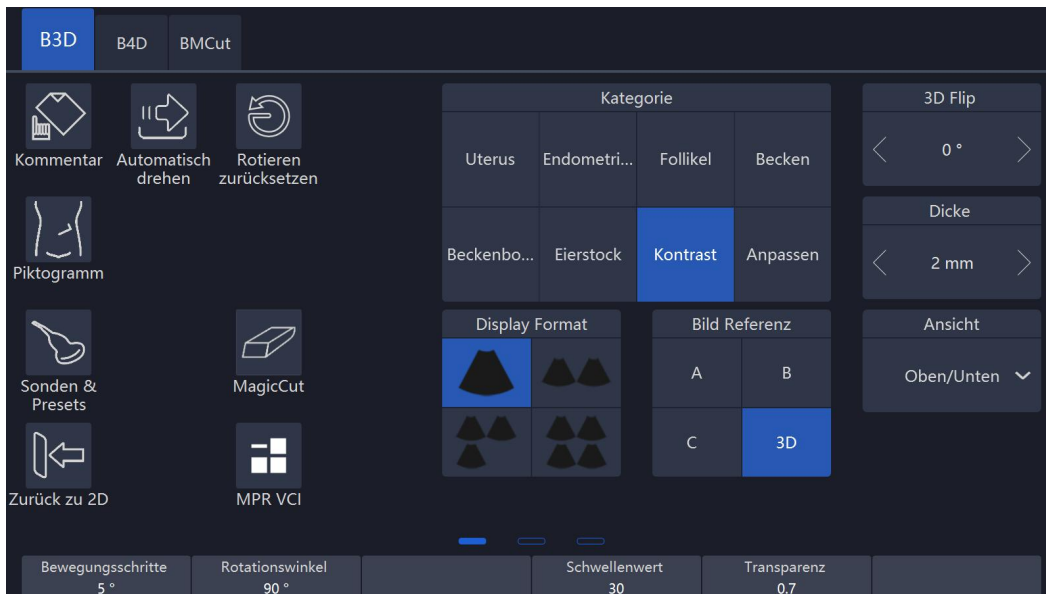 B3D
B4D
BMCut
Kommentar
Automatisch
drehen
Rotieren
zurücksetzen
Piktogramm
Sonden &
Presets
MagicCut
Zurück zu 2D
MPR VCI
Kategorie
Uterus
Endometri...
Follikel
Becken
Beckenbo...
Eierstock
Kontrast
Anpassen
Display Format
Bild Referenz
A
B
C
3D
3D Flip
0 °
Dicke
2 mm
Ansicht
Oben/Unten
Bewegungsschritte
5 °
Rotationswinkel
90 °
Schwellenwert
30
Transparenz
0.7